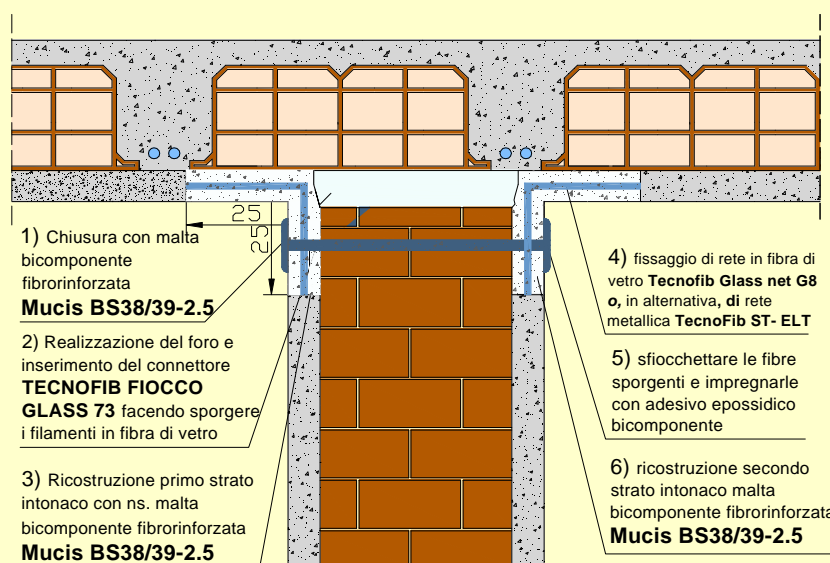 25
25
1) Chiusura con malta
bicomponente
fibrorinforzata
Mucis BS38/39-2.5
2) Realizzazione del foro e
inserimento del connettore
TECNOFIB FIOCCO
GLASS 73 facendo sporgere
i filamenti in fibra di vetro
3) Ricostruzione primo strato
intonaco con ns. malta
bicomponente fibrorinforzata
Mucis BS38/39-2.5
4) fissaggio di rete in fibra di
vetro Tecnofib Glass net G8
o, in alternativa, di rete
metallica TecnoFib ST- ELT
5) sfiocchettare le fibre
sporgenti e impregnarle
con adesivo epossidico
bicomponente
6) ricostruzione secondo
strato intonaco malta
bicomponente fibrorinforzata
Mucis BS38/39-2.5